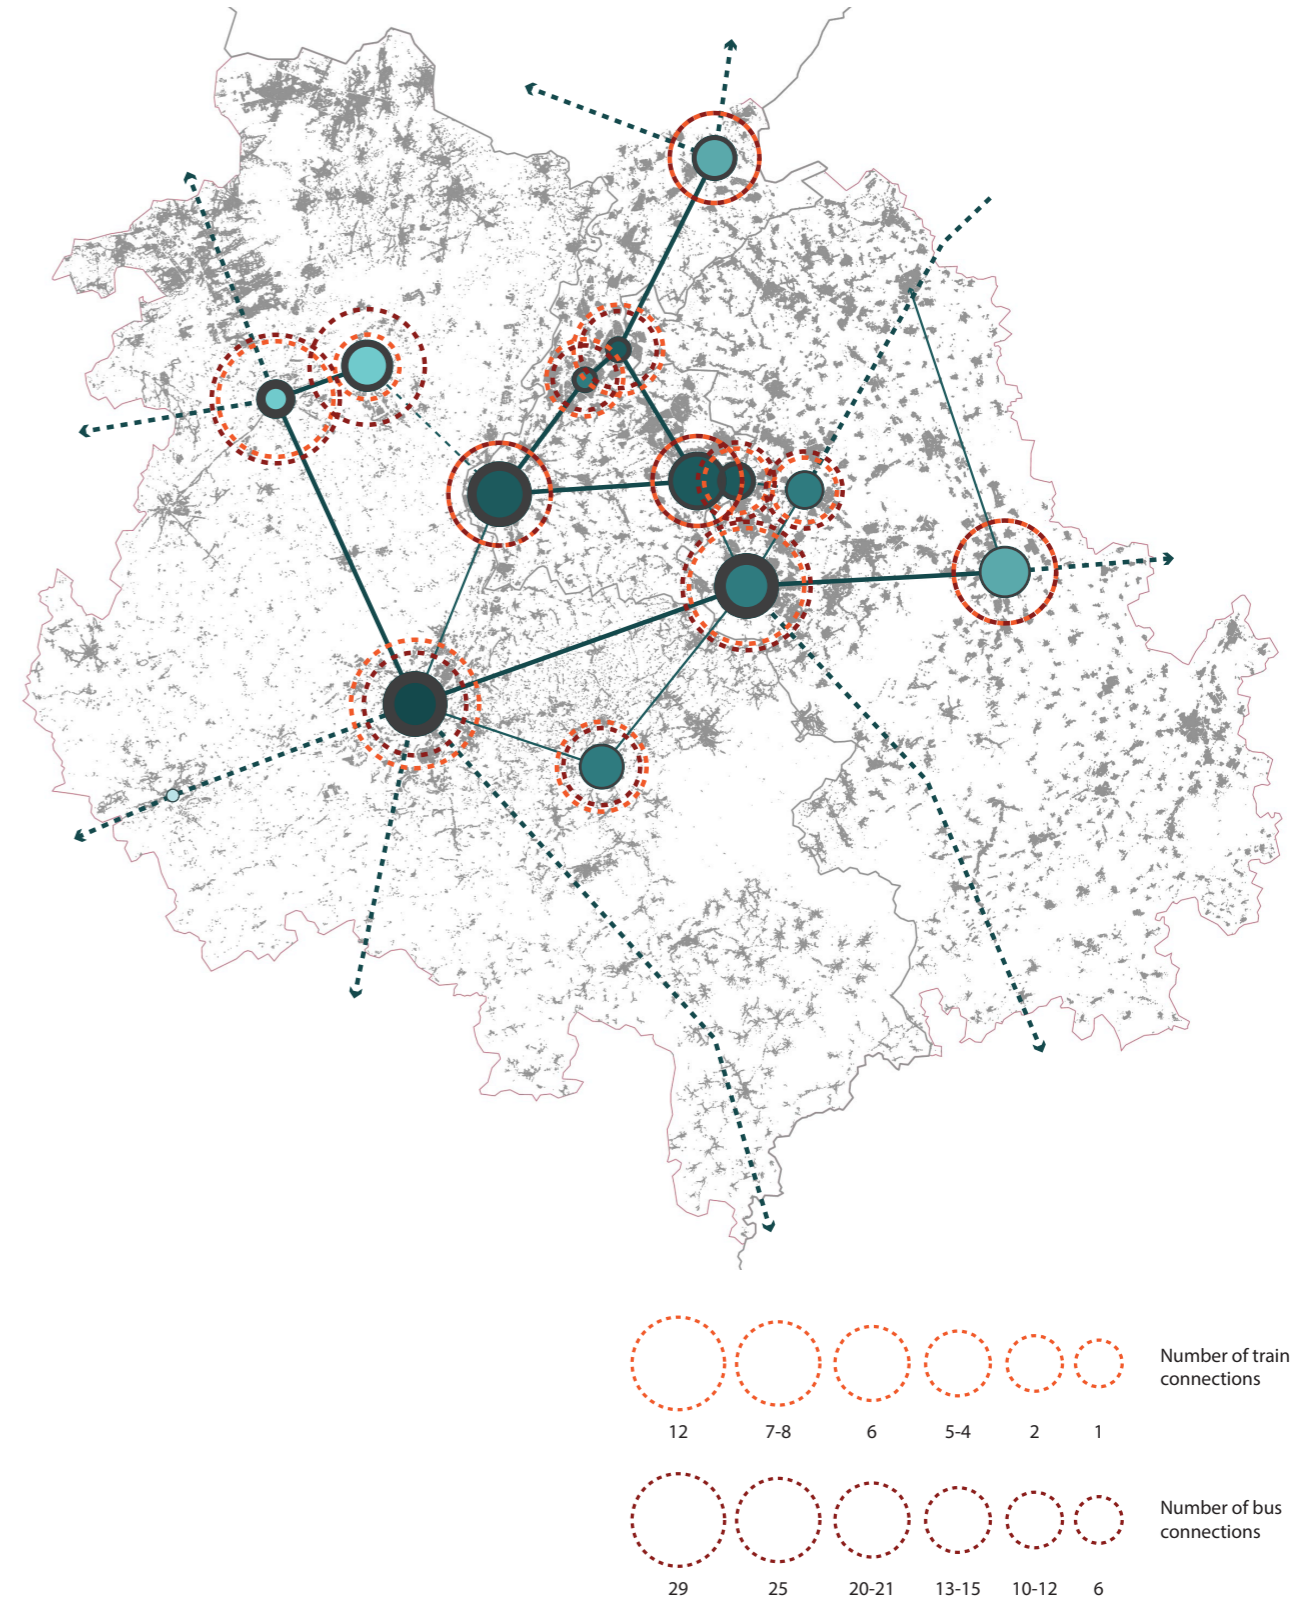 Number of train
connections
12 7-8 6 5-4 2 1
Number of bus
connections
29 25 20-21 13-15 10-12 6